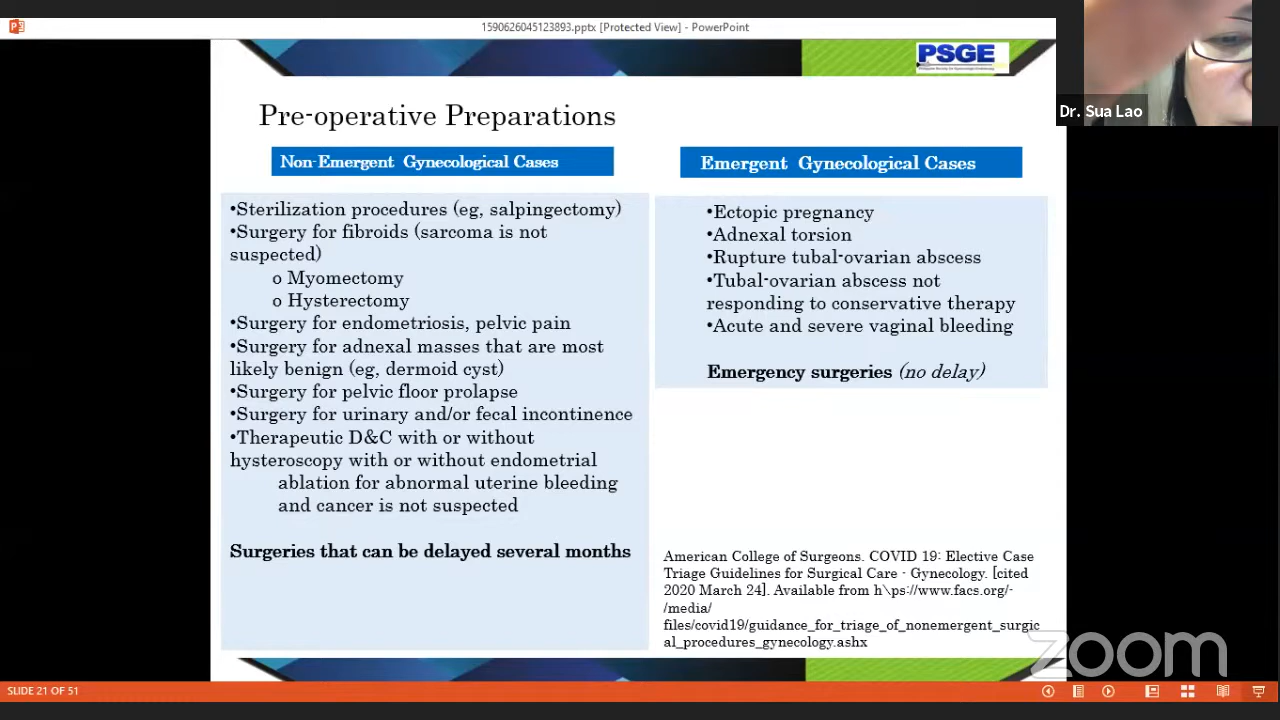 1590626045123893.pptx [Protected View] - PowerPoint
PSGE
Dr. Sua Lao
Pre-operative Preparations
Non-Emergent Gynecological Cases
•Sterilization procedures (eg, salpingectomy)
•Surgery for fibroids (sarcoma is not
suspected)
o Myomectomy
o Hysterectomy
•Surgery for endometriosis, pelvic pain
•Surgery for adnexal masses that are most
likely benign (eg, dermoid cyst)
•Surgery for pelvic floor prolapse
•Surgery for urinary and/or fecal incontinence
•Therapeutic D&C with or without
hysteroscopy with or without endometrial
ablation for abnormal uterine bleeding
and cancer is not suspected
Surgeries that can be delayed several months
Emergent Gynecological Cases
•Ectopic pregnancy
•Adnexal torsion
•Rupture tubal-ovarian abscess
•Tubal-ovarian abscess not
responding to conservative therapy
•Acute and severe vaginal bleeding
Emergency surgeries (no delay)
American College of Surgeons. COVID 19: Elective Case
Triage Guidelines for Surgical Care - Gynecology. [cited
2020 March 24]. Available from h\ps://www.facs.org/-
/media/
files/covid19/guidance_for_triage_of_nonemergent_surgic
al_procedures_gynecology.ashx
zoom
SLIDE 21 OF 51